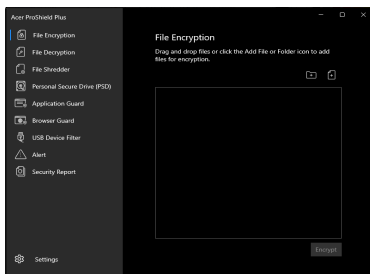 Acer ProShield Plus
File Encryption
File Decryption
File Shredder
Personal Secure Drive (PSD)
Application Guard
Browser Guard
USB Device Filter
Alert
Security Report
Settings
File Encryption
Drag and drop files or click the Add File or Folder icon to add
files for encryption.
Encrypt